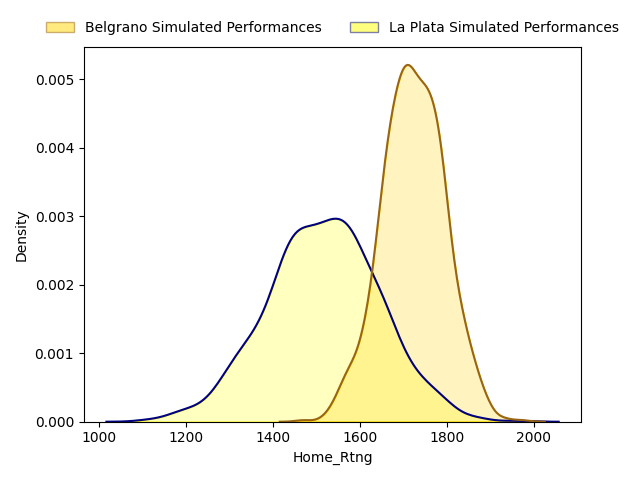 Belgrano Simulated Performances La Plata Simulated Performances
0.005
0.004
0.003
0.002
0.001
0.000
Density
1000 1200 1400 1600 1800 2000
Home_Rtng